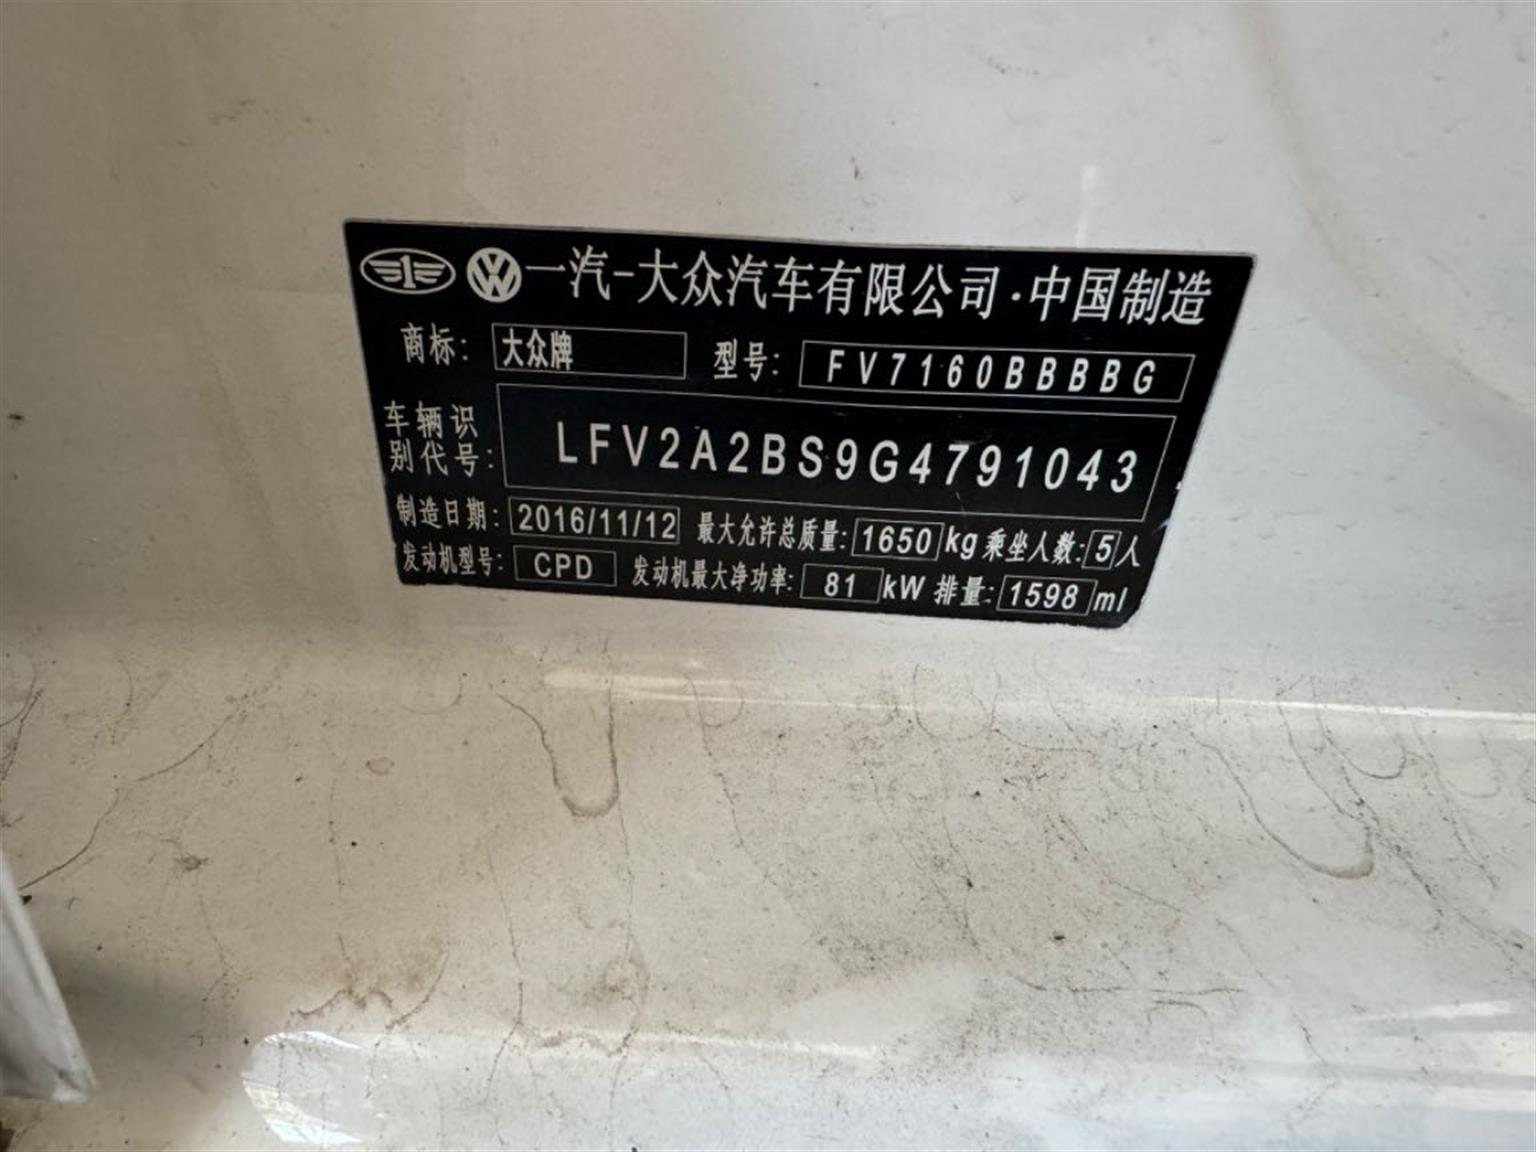 一汽-大众汽车有限公司·中国制造
商标: 大众牌 型号: FV7160BBBBG
车辆识别代号: LFV2A2BS9G4791043
制造日期: 2016/11/12 最大允许总质量: 1650 kg 乘坐人数: 5 人
发动机型号: CPD 发动机最大净功率: 81 kW 排量: 1598 ml